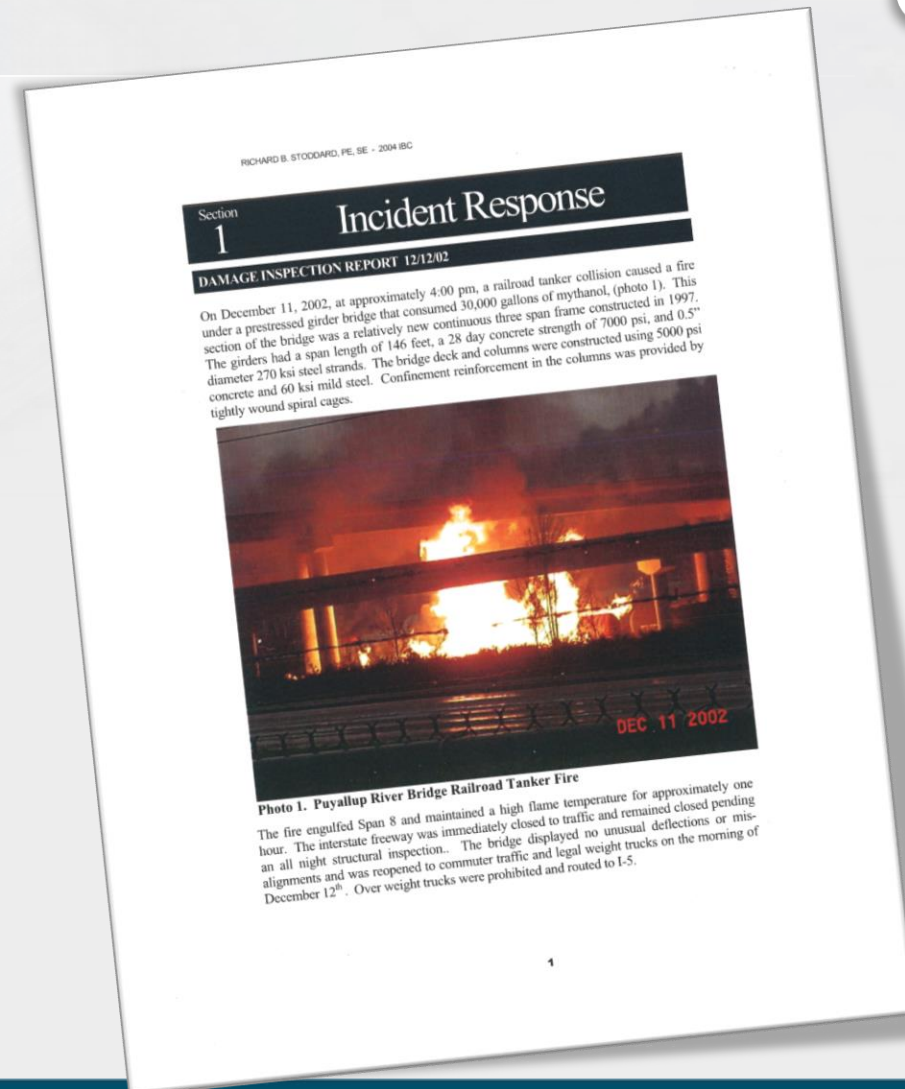 RICHARD B. STODDARD, PE, SE - 2004 IBC
Section
1
Incident Response
DAMAGE INSPECTION REPORT 12/12/02
On December 11, 2002, at approximately 4:00 pm, a railroad tanker collision caused a fire
under a prestressed girder bridge that consumed 30,000 gallons of mythanol, (photo 1). This
section of the bridge was a relatively new continuous three span frame constructed in 1997.
The girders had a span length of 146 feet, a 28 day concrete strength of 7000 psi, and 0.5"
diameter 270 ksi steel strands. The bridge deck and columns were constructed using 5000 psi
concrete and 60 ksi mild steel. Confinement reinforcement in the columns was provided by
tightly wound spiral cages.
DEC 11 2002
Photo 1. Puyallup River Bridge Railroad Tanker Fire
The fire engulfed Span 8 and maintained a high flame temperature for approximately one
hour. The interstate freeway was immediately closed to traffic and remained closed pending
an all night structural inspection.. The bridge displayed no unusual deflections or mis-
alignments and was reopened to commuter traffic and legal weight trucks on the morning of
December 12th. Over weight trucks were prohibited and routed to I-5.
1